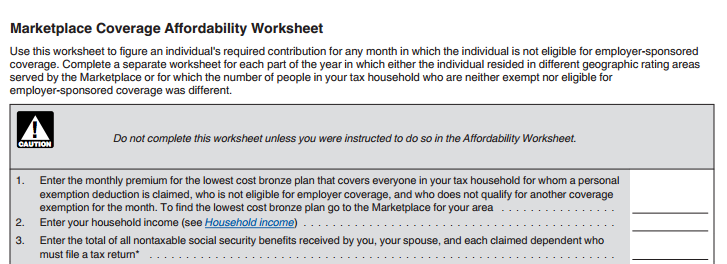 Marketplace Coverage Affordability Worksheet
Use this worksheet to figure an individual's required contribution for any month in which the individual is not eligible for employer-sponsored
coverage. Complete a separate worksheet for each part of the year in which either the individual resided in different geographic rating areas
served by the Marketplace or for which the number of people in your tax household who are neither exempt nor eligible for
employer-sponsored coverage was different.
CAUTION
Do not complete this worksheet unless you were instructed to do so in the Affordability Worksheet.
1. Enter the monthly premium for the lowest cost bronze plan that covers everyone in your tax household for whom a personal
exemption deduction is claimed, who is not eligible for employer coverage, and who does not qualify for another coverage
exemption for the month. To find the lowest cost bronze plan go to the Marketplace for your area . . . . . . . . . . . . . . . .
2. Enter your household income (see Household income) . . . . . . . . . . . . . . . . . . . . . . . . . . . . . . . . . . . . . . . . . . .
3. Enter the total of all nontaxable social security benefits received by you, your spouse, and each claimed dependent who
must file a tax return* . . . . . . . . . . . . . . . . . . . . . . . . . . . . . . . . . . . . . . . . . . . . . . . . . . . . . . . . . . . . . . . .